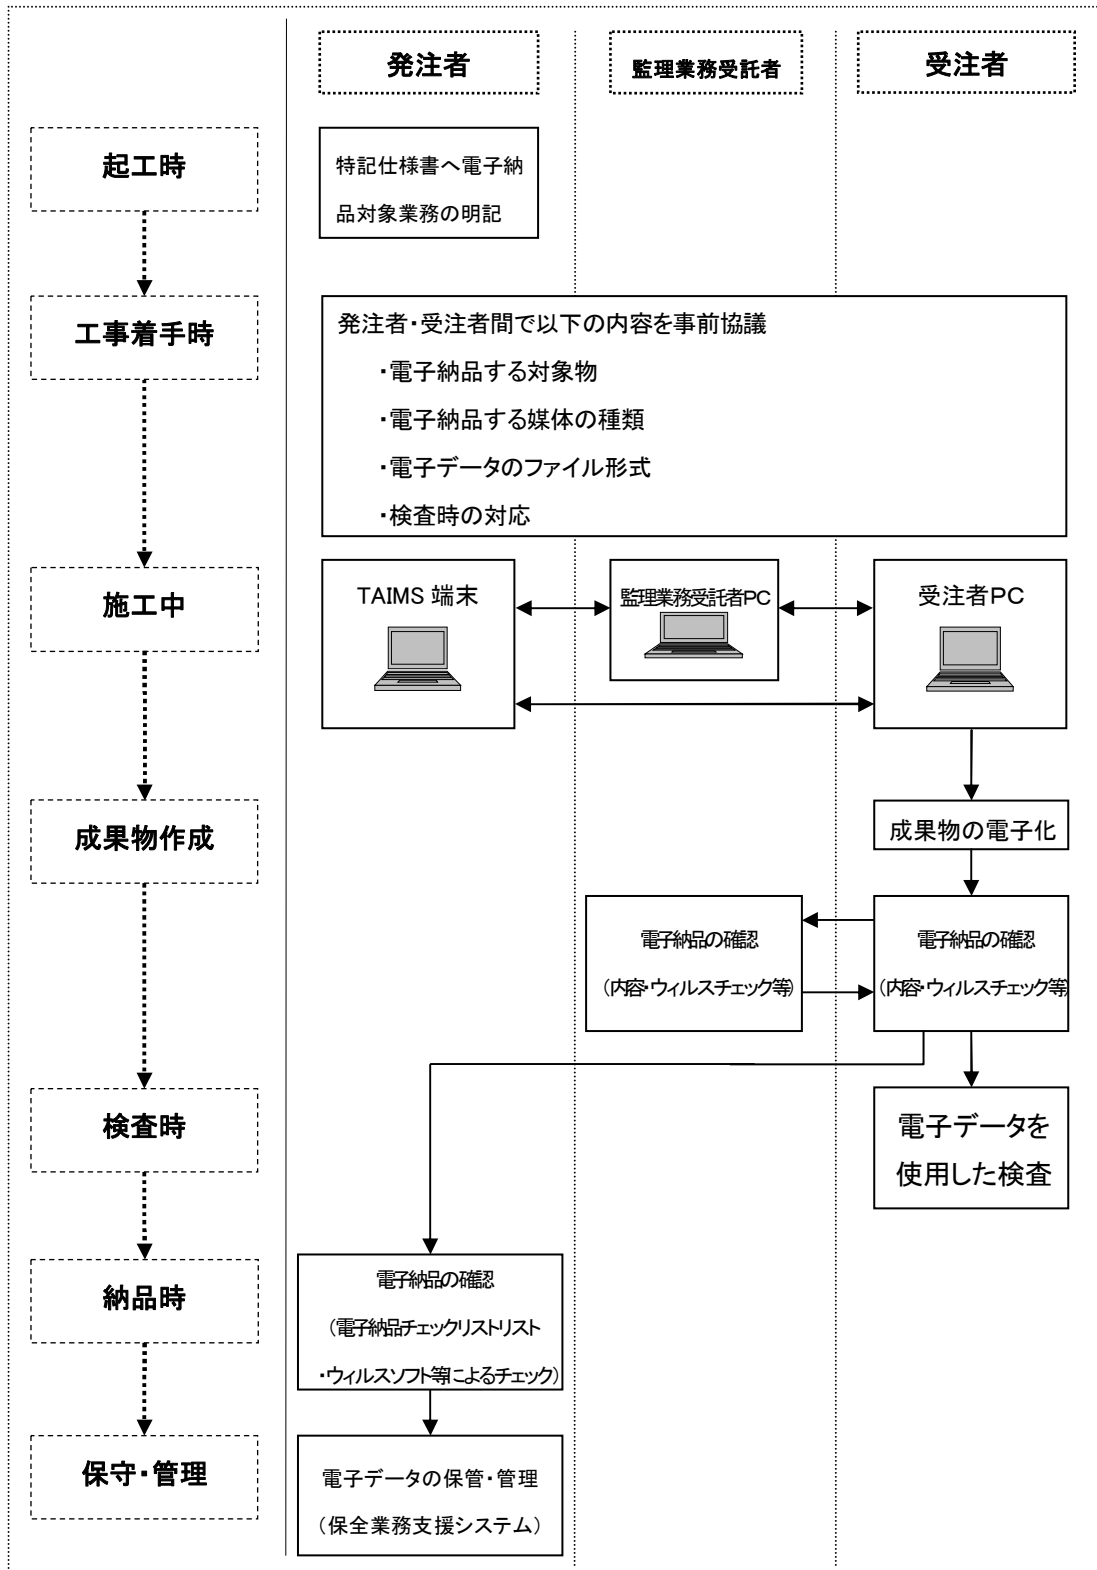 発注者
監理業務受託者
受注者
起工時
特記仕様書へ電子納
品対象業務の明記
工事着手時
発注者・受注者間で以下の内容を事前協議
・電子納品する対象物
・電子納品する媒体の種類
・電子データのファイル形式
・検査時の対応
施工中
TAIMS 端末
監理業務受託者PC
受注者PC
成果物作成
成果物の電子化
電子納品の確認
（内容・ウィルスチェック等）
電子納品の確認
（内容・ウィルスチェック等）
検査時
電子データを
使用した検査
納品時
電子納品の確認
（電子納品チェックリストリスト
・ウィルスソフト等によるチェック）
保守・管理
電子データの保管・管理
（保全業務支援システム）